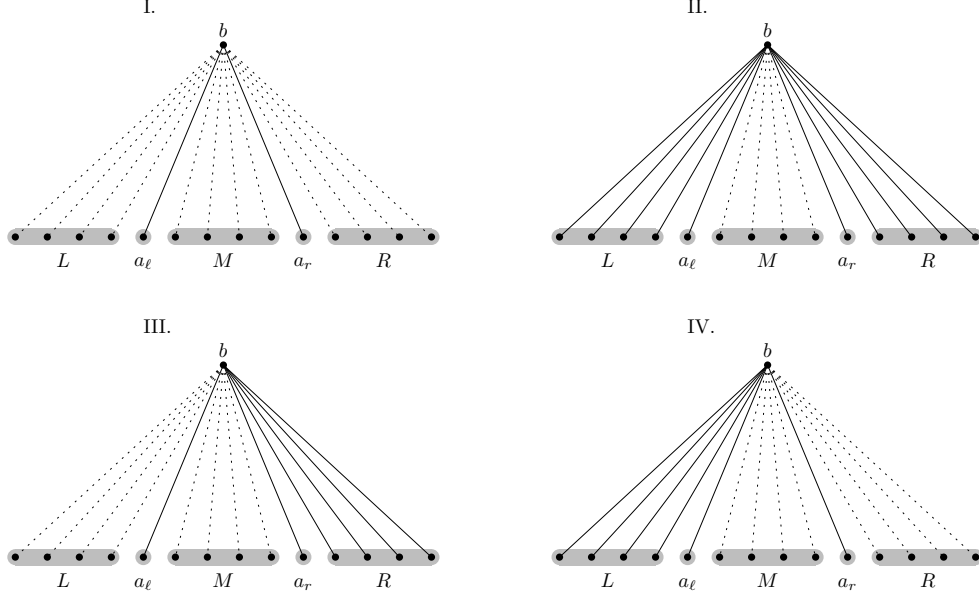 I. II.
b b
L aℓ M ar R L aℓ M ar R
III. IV.
b b
L aℓ M ar R L aℓ M ar R